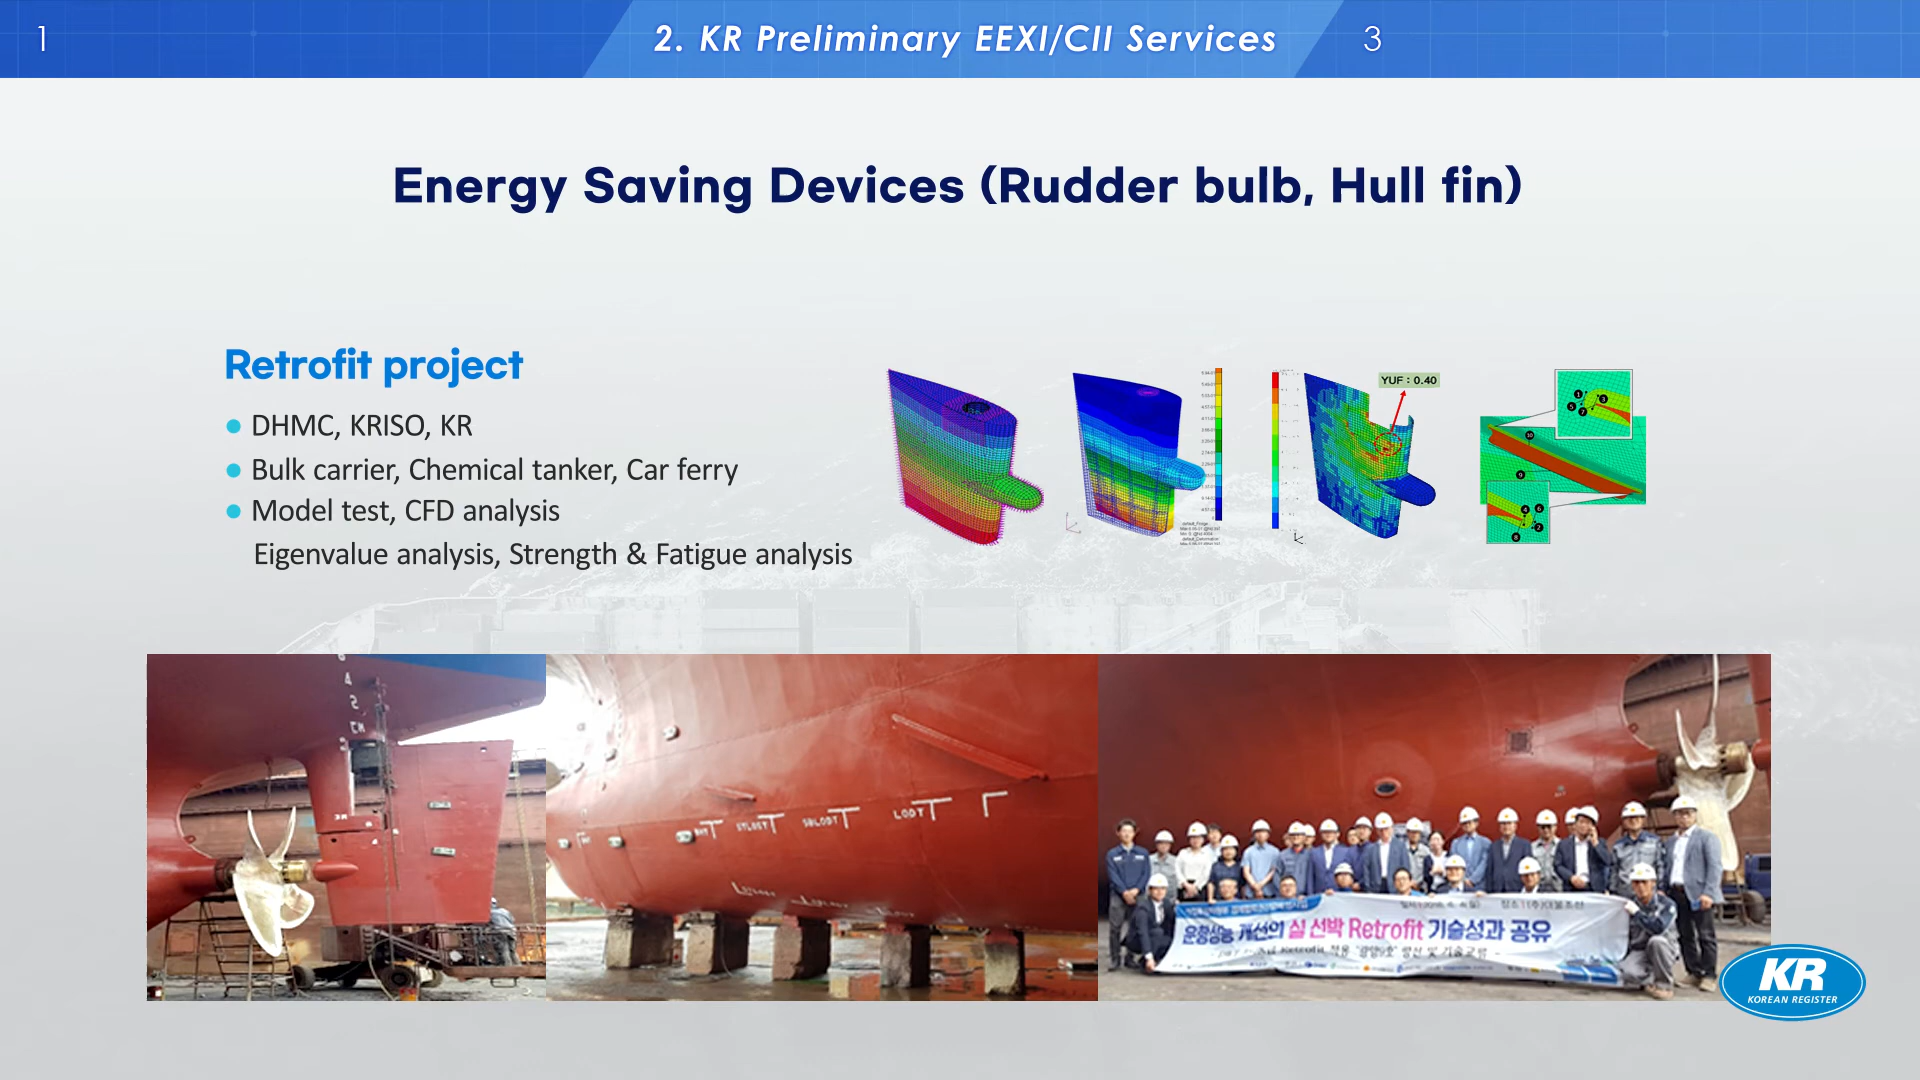 1
2. KR Preliminary EEXI/CII Services
3
Energy Saving Devices (Rudder bulb, Hull fin)
Retrofit project
DHMC, KRISO, KR
Bulk carrier, Chemical tanker, Car ferry
Model test, CFD analysis
Eigenvalue analysis, Strength & Fatigue analysis
YUF : 0.40
LODT
운항성능 개선의 실 선박 Retrofit 기술성과 공유
KR
KOREAN REGISTER